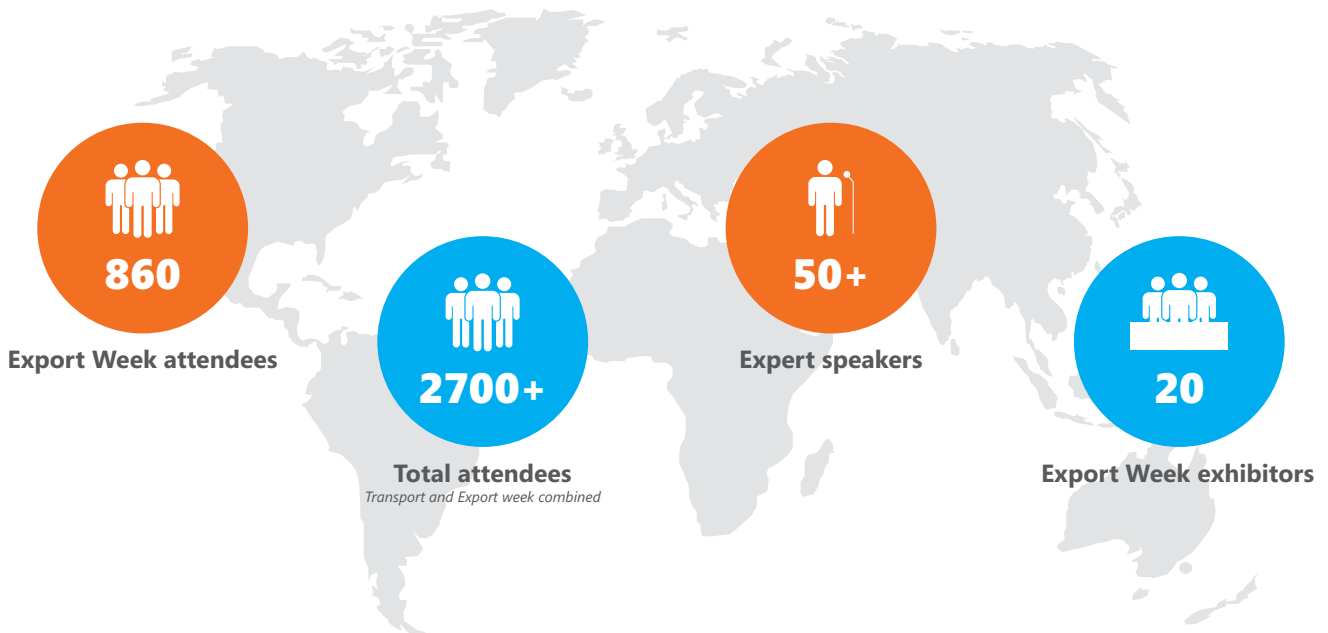 860
Export Week attendees
2700+
Total attendees
Transport and Export week combined
50+
Expert speakers
20
Export Week exhibitors